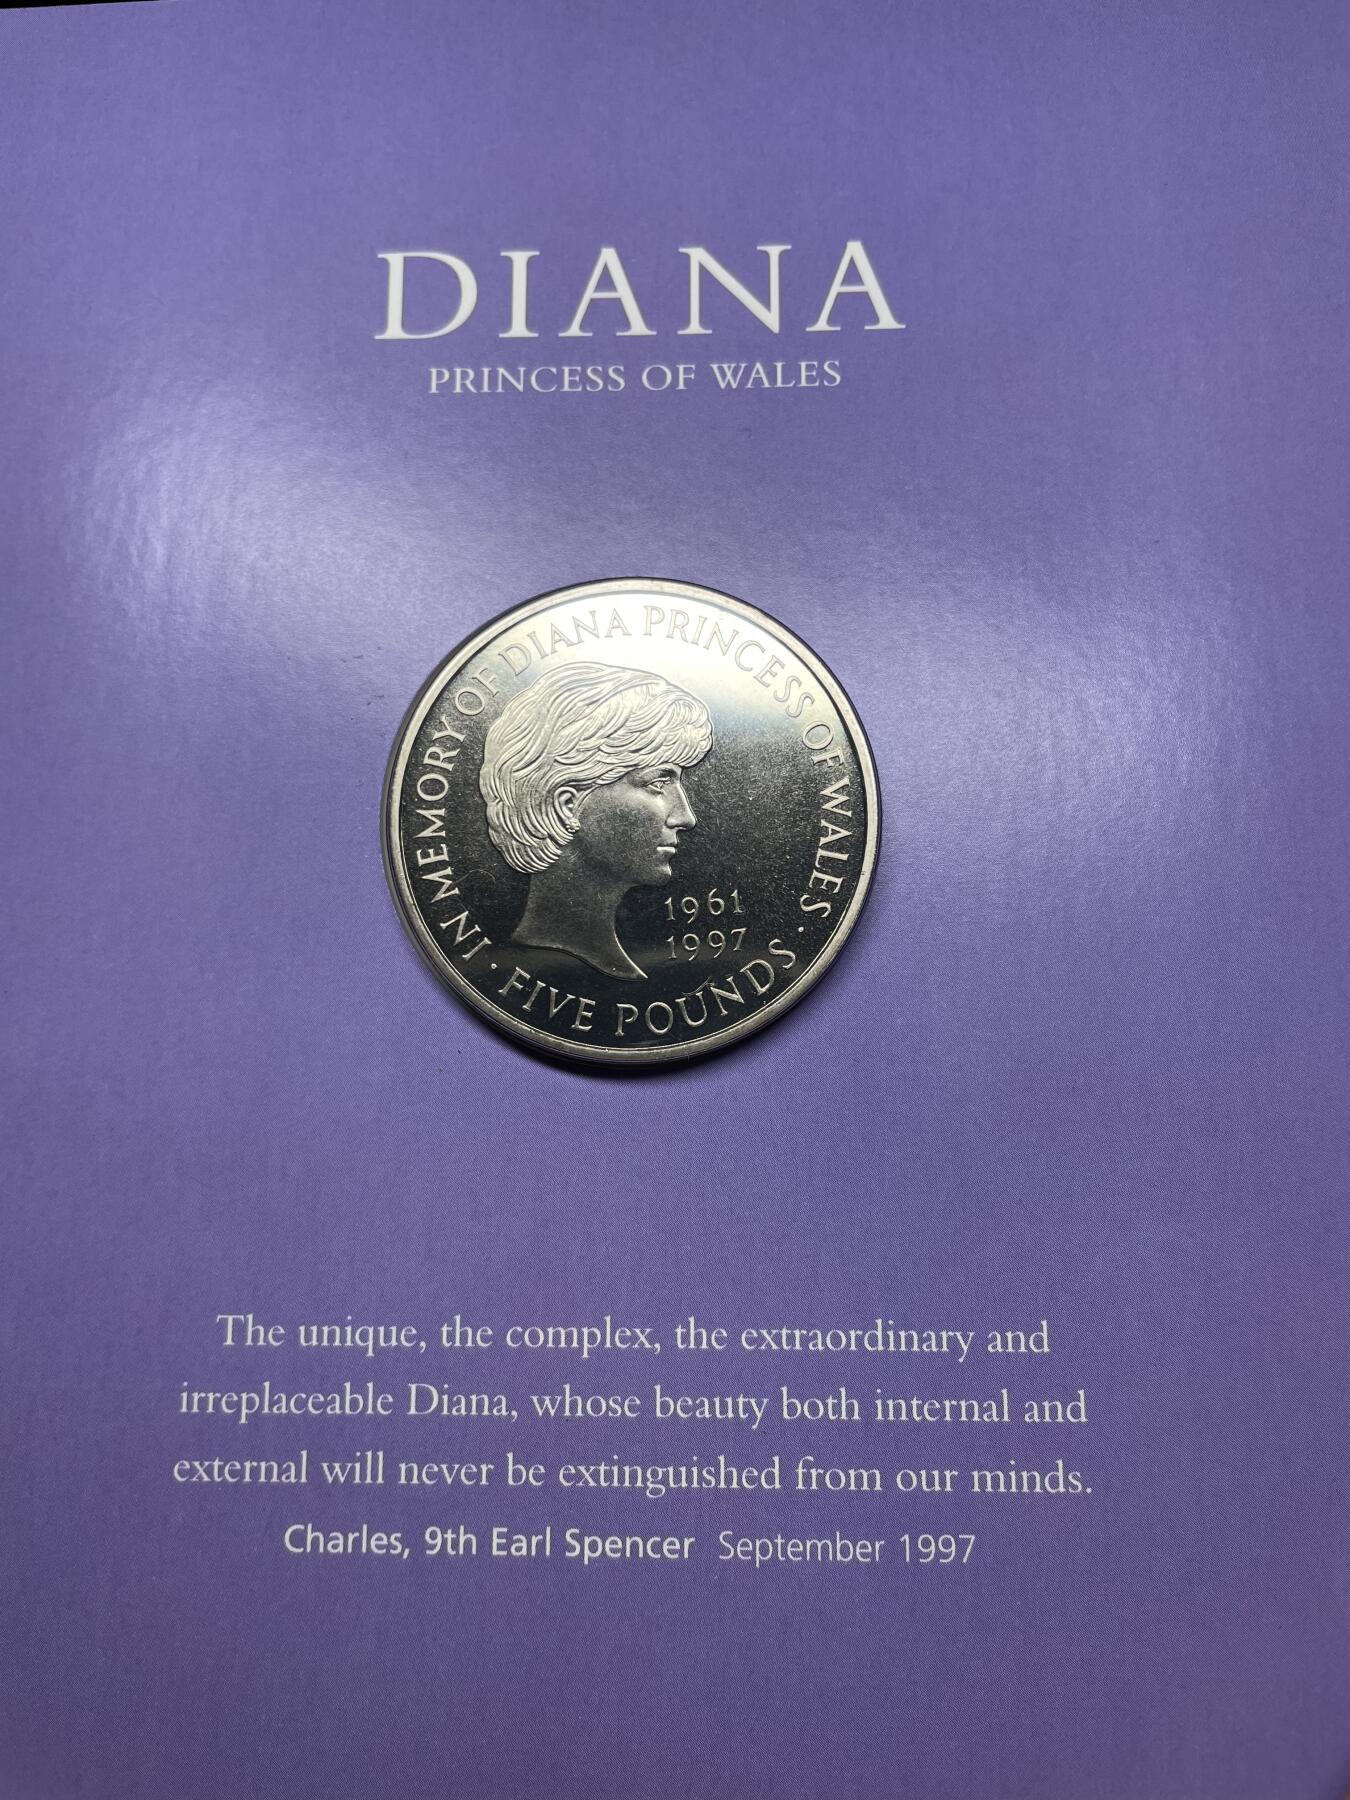 DIANA
PRINCESS OF WALES
IN MEMORY OF DIANA PRINCESS OF WALES
1961
1997
· FIVE POUNDS ·
The unique, the complex, the extraordinary and
irreplaceable Diana, whose beauty both internal and
external will never be extinguished from our minds.
Charles, 9th Earl Spencer September 1997